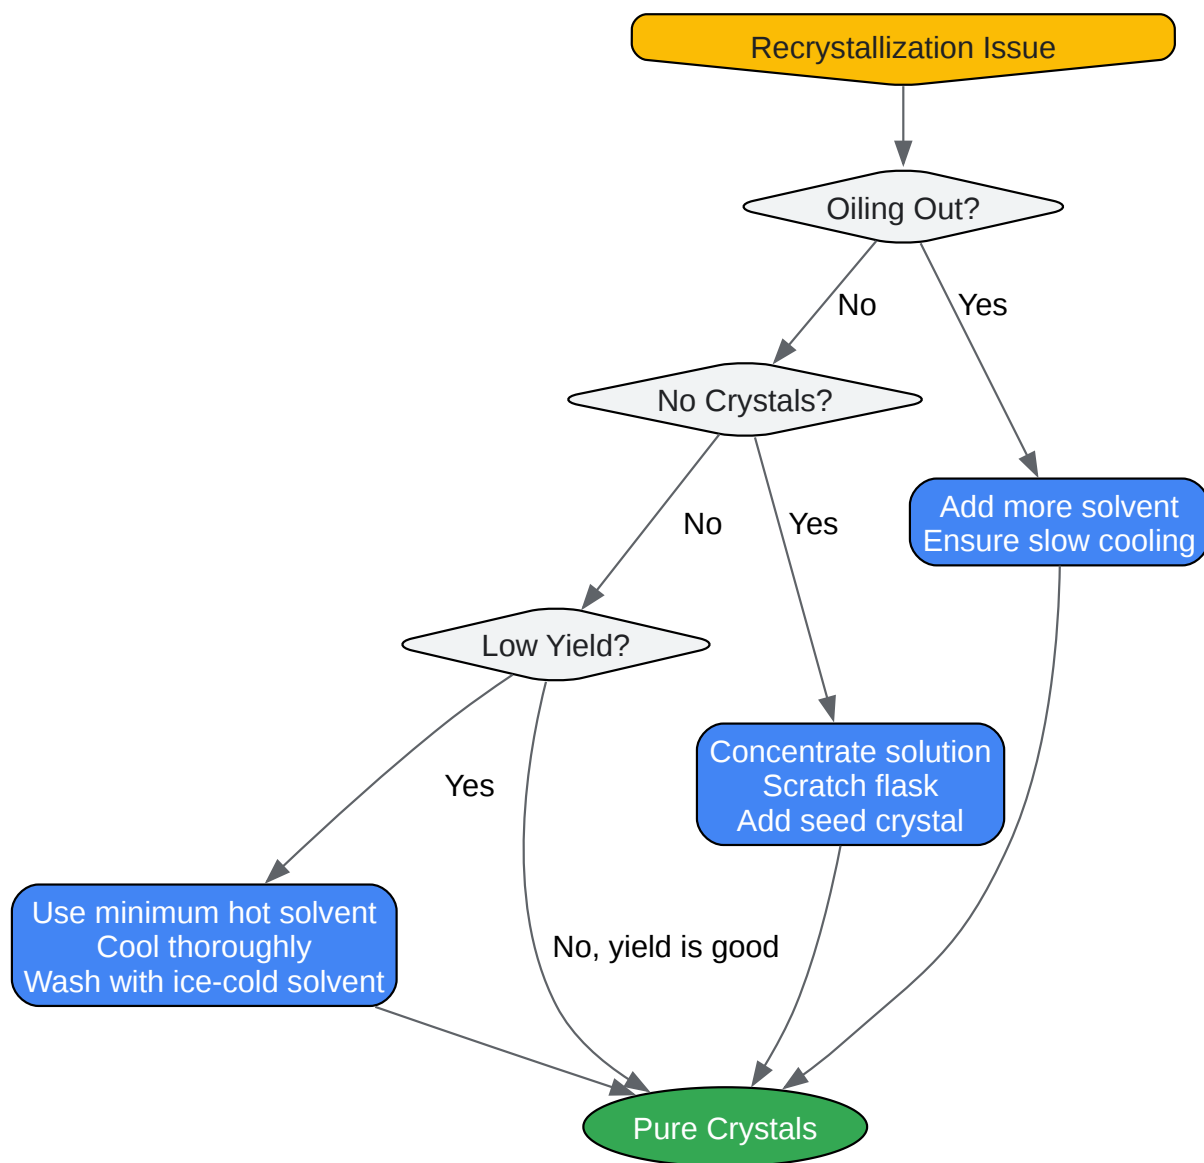 Recrystallization Issue
Oiling Out?
No
Yes
No Crystals?
No
Yes
Add more solvent
Ensure slow cooling
Low Yield?
Yes
Concentrate solution
Scratch flask
Add seed crystal
Use minimum hot solvent
Cool thoroughly
Wash with ice-cold solvent
No, yield is good
Pure Crystals